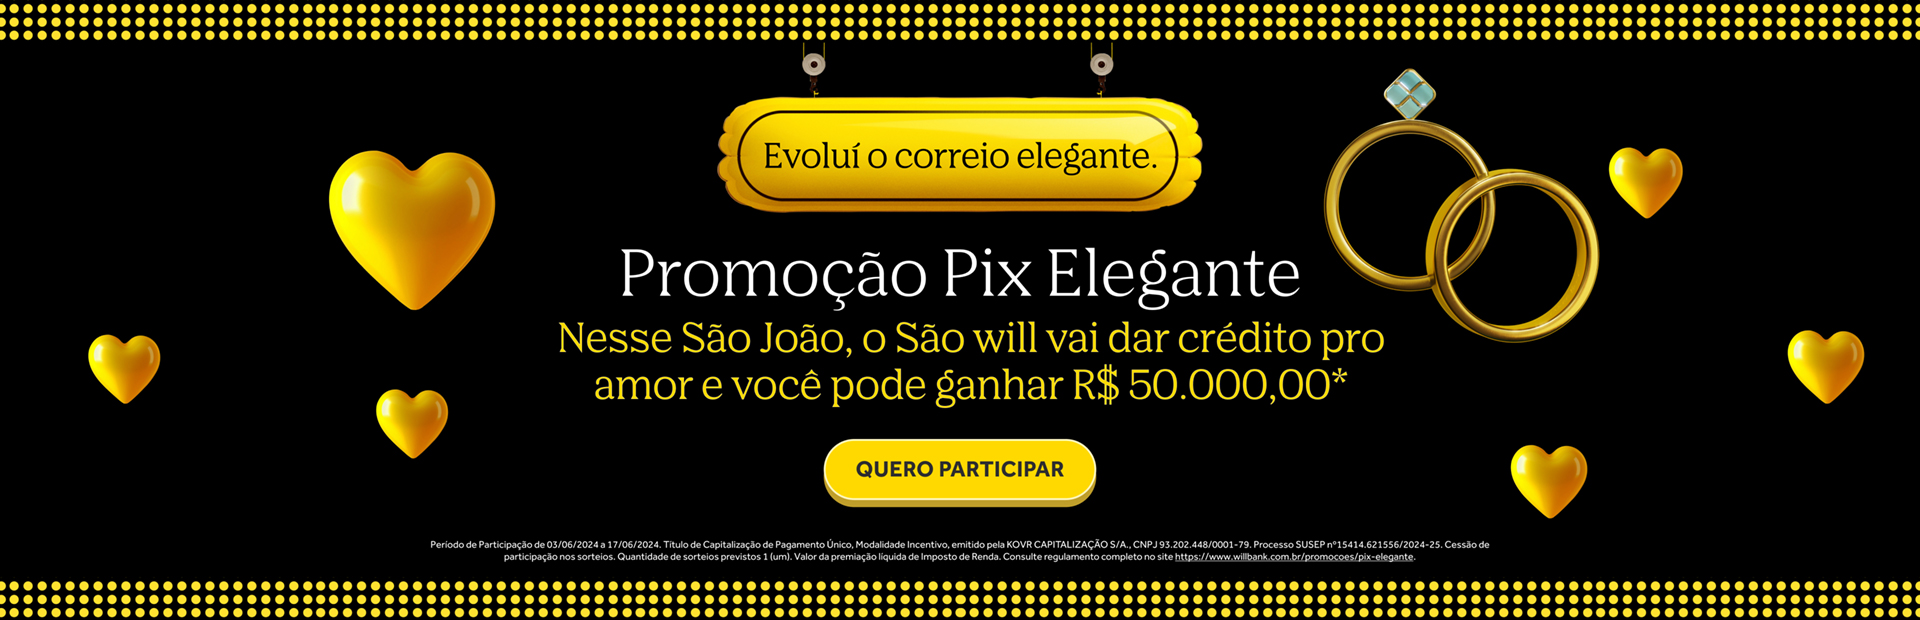 Evoluí o correio elegante.
Promoção Pix Elegante
Nesse São João, o São will vai dar crédito pro
amor e você pode ganhar R$ 50.000,00*
QUERO PARTICIPAR
Período de Participação de 03/06/2024 a 17/06/2024. Título de Capitalização de Pagamento Único, Modalidade Incentivo, emitido pela KOVR CAPITALIZAÇÃO S/A., CNPJ 93.202.448/0001-79. Processo SUSEP nº15414.621556/2024-25. Cessão de
participação nos sorteios. Quantidade de sorteios previstos 1 (um). Valor da premiação líquida de Imposto de Renda. Consulte regulamento completo no site https://www.willbank.com.br/promocoes/pix-elegante.